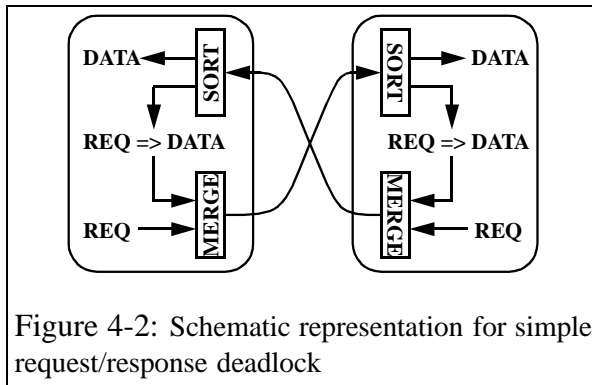 DATA
SORT
SORT
DATA
REQ => DATA
REQ => DATA
REQ
MERGE
MERGE
REQ
Figure 4-2: Schematic representation for simple
request/response deadlock